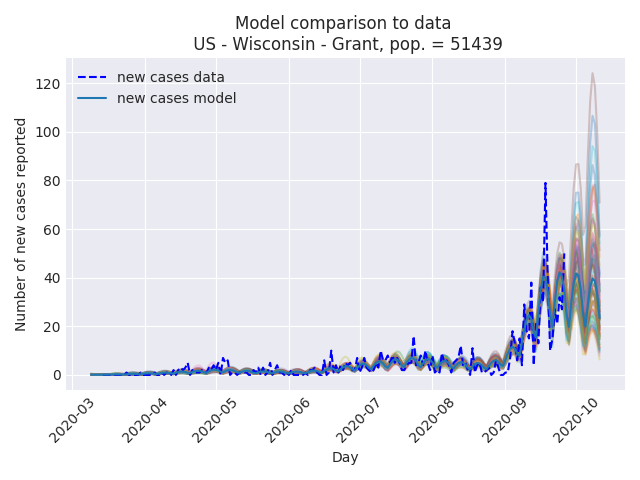 Model comparison to data
US - Wisconsin - Grant, pop. = 51439
new cases data
new cases model
Number of new cases reported
120
100
80
60
40
20
0
2020-03
2020-04
2020-05
2020-06
2020-07
2020-08
2020-09
2020-10
Day